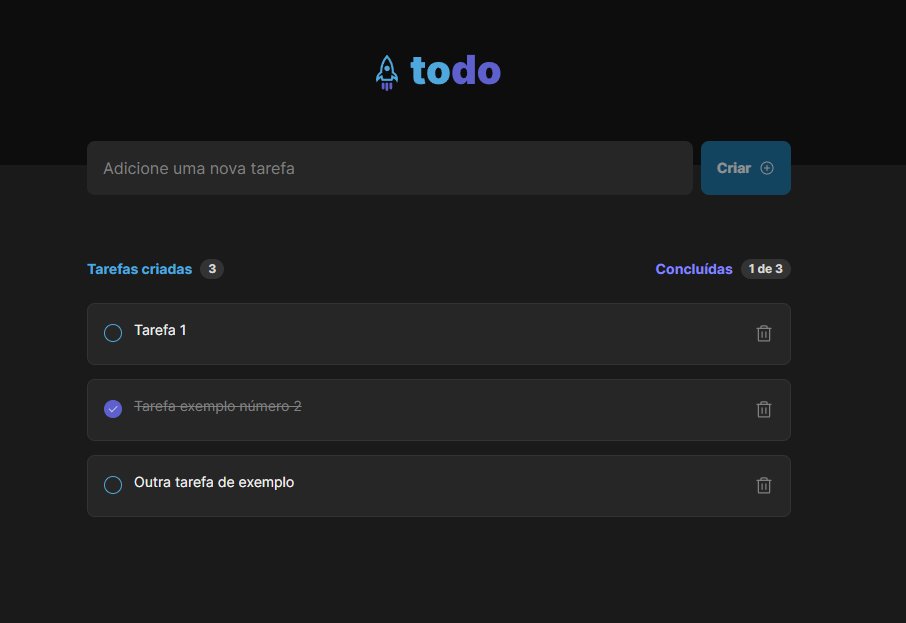 todo
Adicione uma nova tarefa
Criar
Tarefas criadas 3
Concluídas 1 de 3
Tarefa 1
Tarefa exemplo número 2
Outra tarefa de exemplo